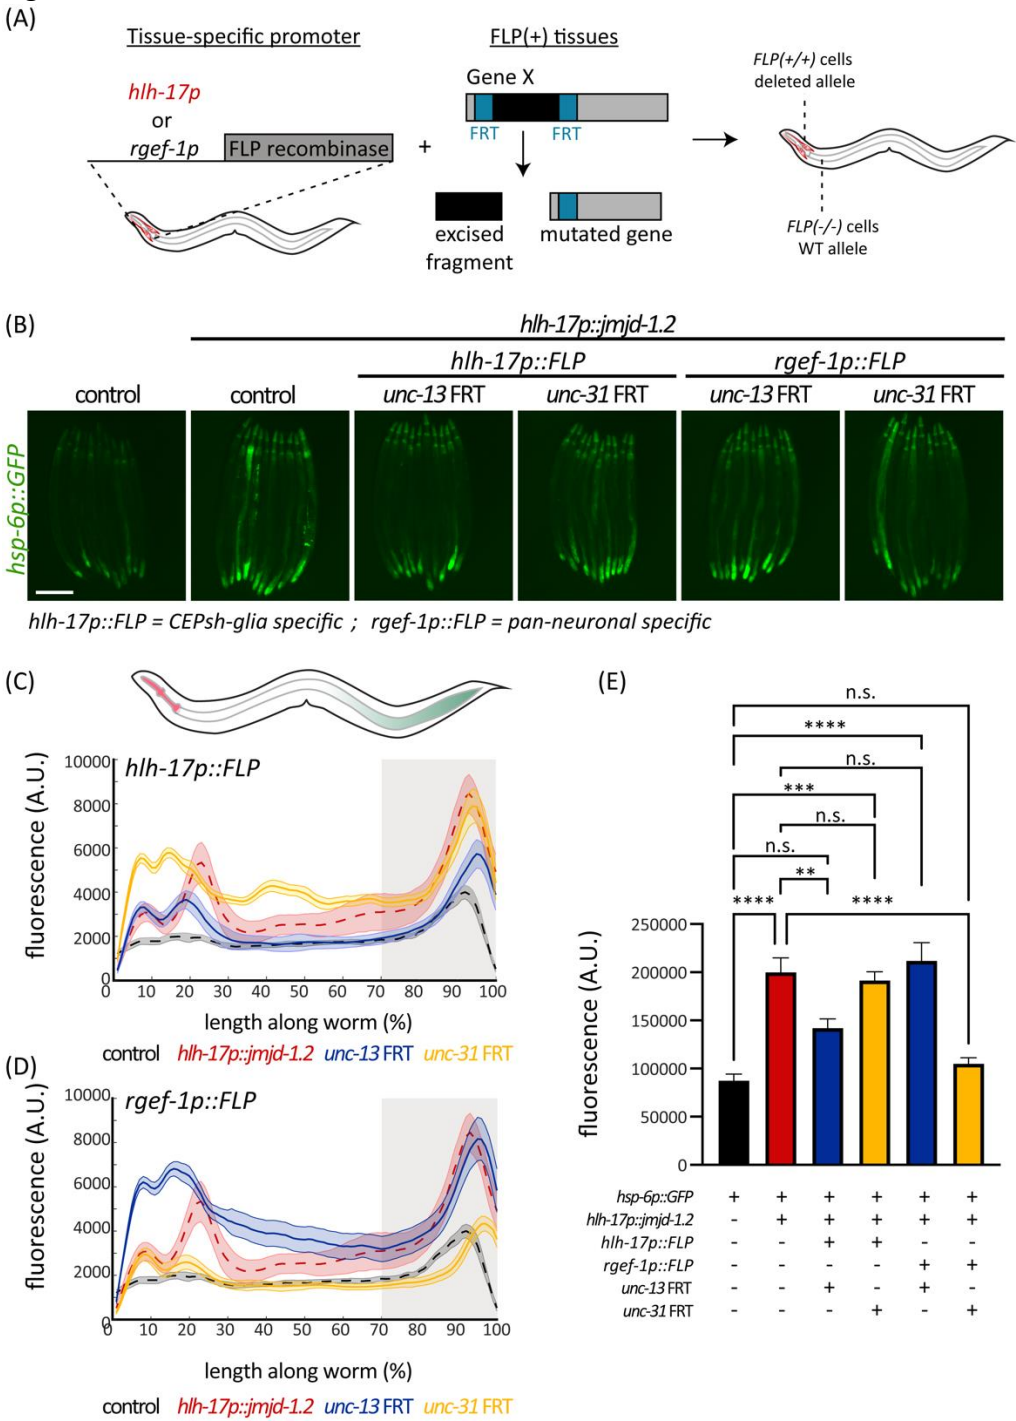 (A)
Tissue-specific promoter
FLP(+) tissues
hlh-17p
or
rgef-1p
FLP recombinase
+
Gene X
FRT
FRT
excised
fragment
mutated gene
FLP(+/+) cells
deleted allele
FLP(-/-) cells
WT allele
(B)
hlh-17p::jmjd-1.2
hlh-17p::FLP
rgef-1p::FLP
control
control
unc-13 FRT
unc-31 FRT
unc-13 FRT
unc-31 FRT
hsp-6p::GFP
hlh-17p::FLP = CEPsh-glia specific ; rgef-1p::FLP = pan-neuronal specific
(C)
hlh-17p::FLP
fluorescence (A.U.)
10000
8000
6000
4000
2000
0
10 20 30 40 50 60 70 80 90 100
length along worm (%)
control hlh-17p::jmjd-1.2 unc-13 FRT unc-31 FRT
(D)
rgef-1p::FLP
fluorescence (A.U.)
10000
8000
6000
4000
2000
0
10 20 30 40 50 60 70 80 90 100
length along worm (%)
control hlh-17p::jmjd-1.2 unc-13 FRT unc-31 FRT
(E)
n.s.
****
n.s.
***
n.s.
n.s.
**
****
****
fluorescence (A.U.)
250000
200000
150000
100000
50000
0
hsp-6p::GFP + + + + + +
hlh-17p::jmjd-1.2 - + + + + +
hlh-17p::FLP - - + + - -
rgef-1p::FLP - - - - + +
unc-13 FRT - - + - + -
unc-31 FRT - - - + - +